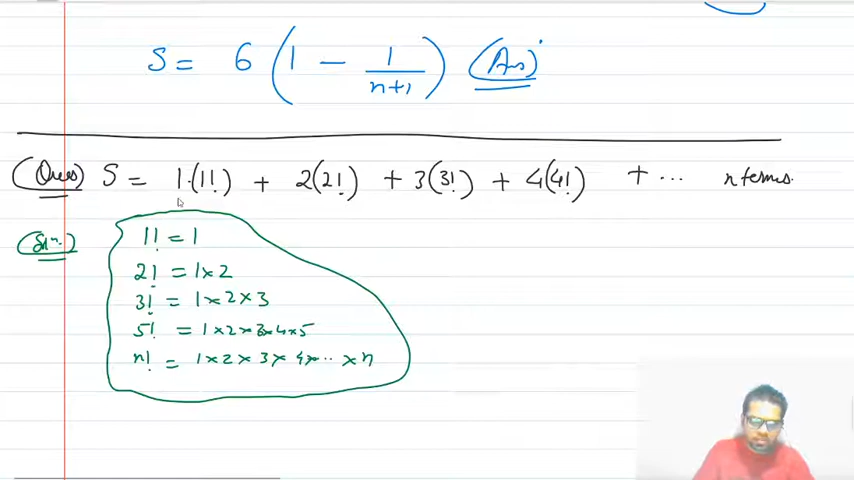 S = 6 (1 - 1/(n+1)) (Ans)
(Ques) S = 1·(1!) + 2(2!) + 3(3!) + 4(4!) + ... n terms.
(Sol.ⁿ)
1! = 1
2! = 1×2
3! = 1×2×3
5! = 1×2×3×4×5
n! = 1×2×3×4×...×n